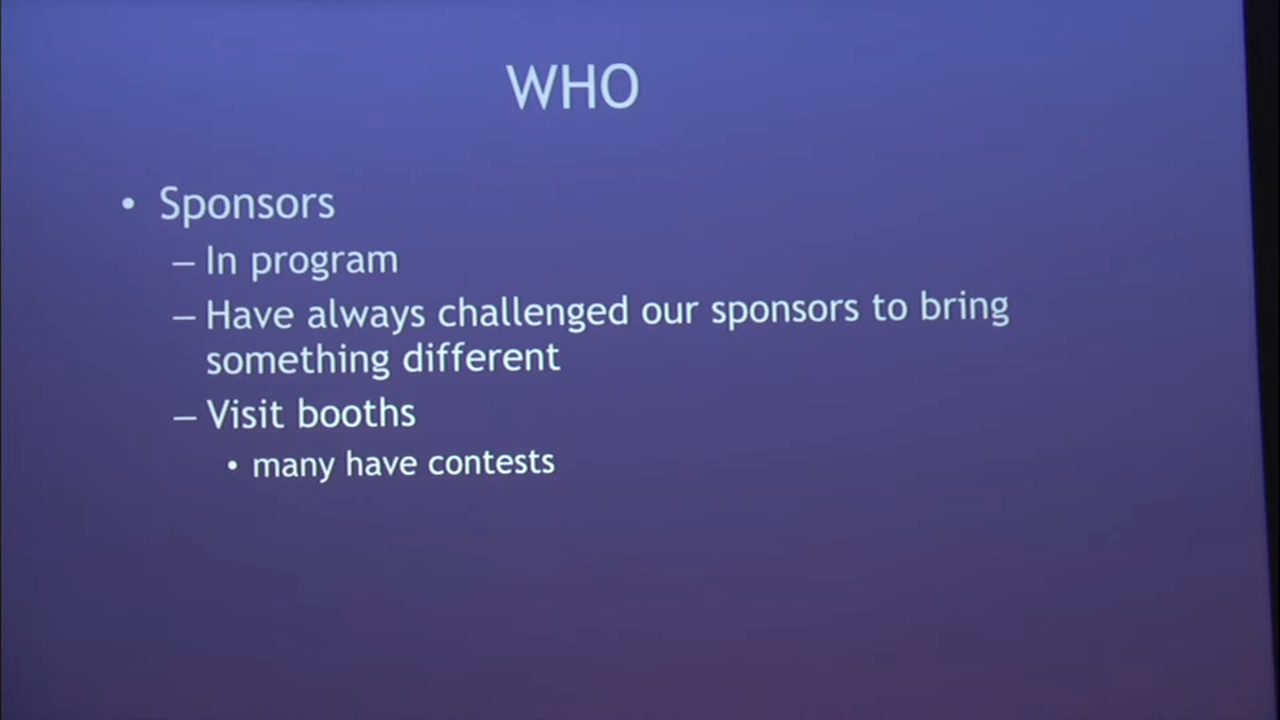 WHO
• Sponsors
– In program
– Have always challenged our sponsors to bring
something different
– Visit booths
• many have contests